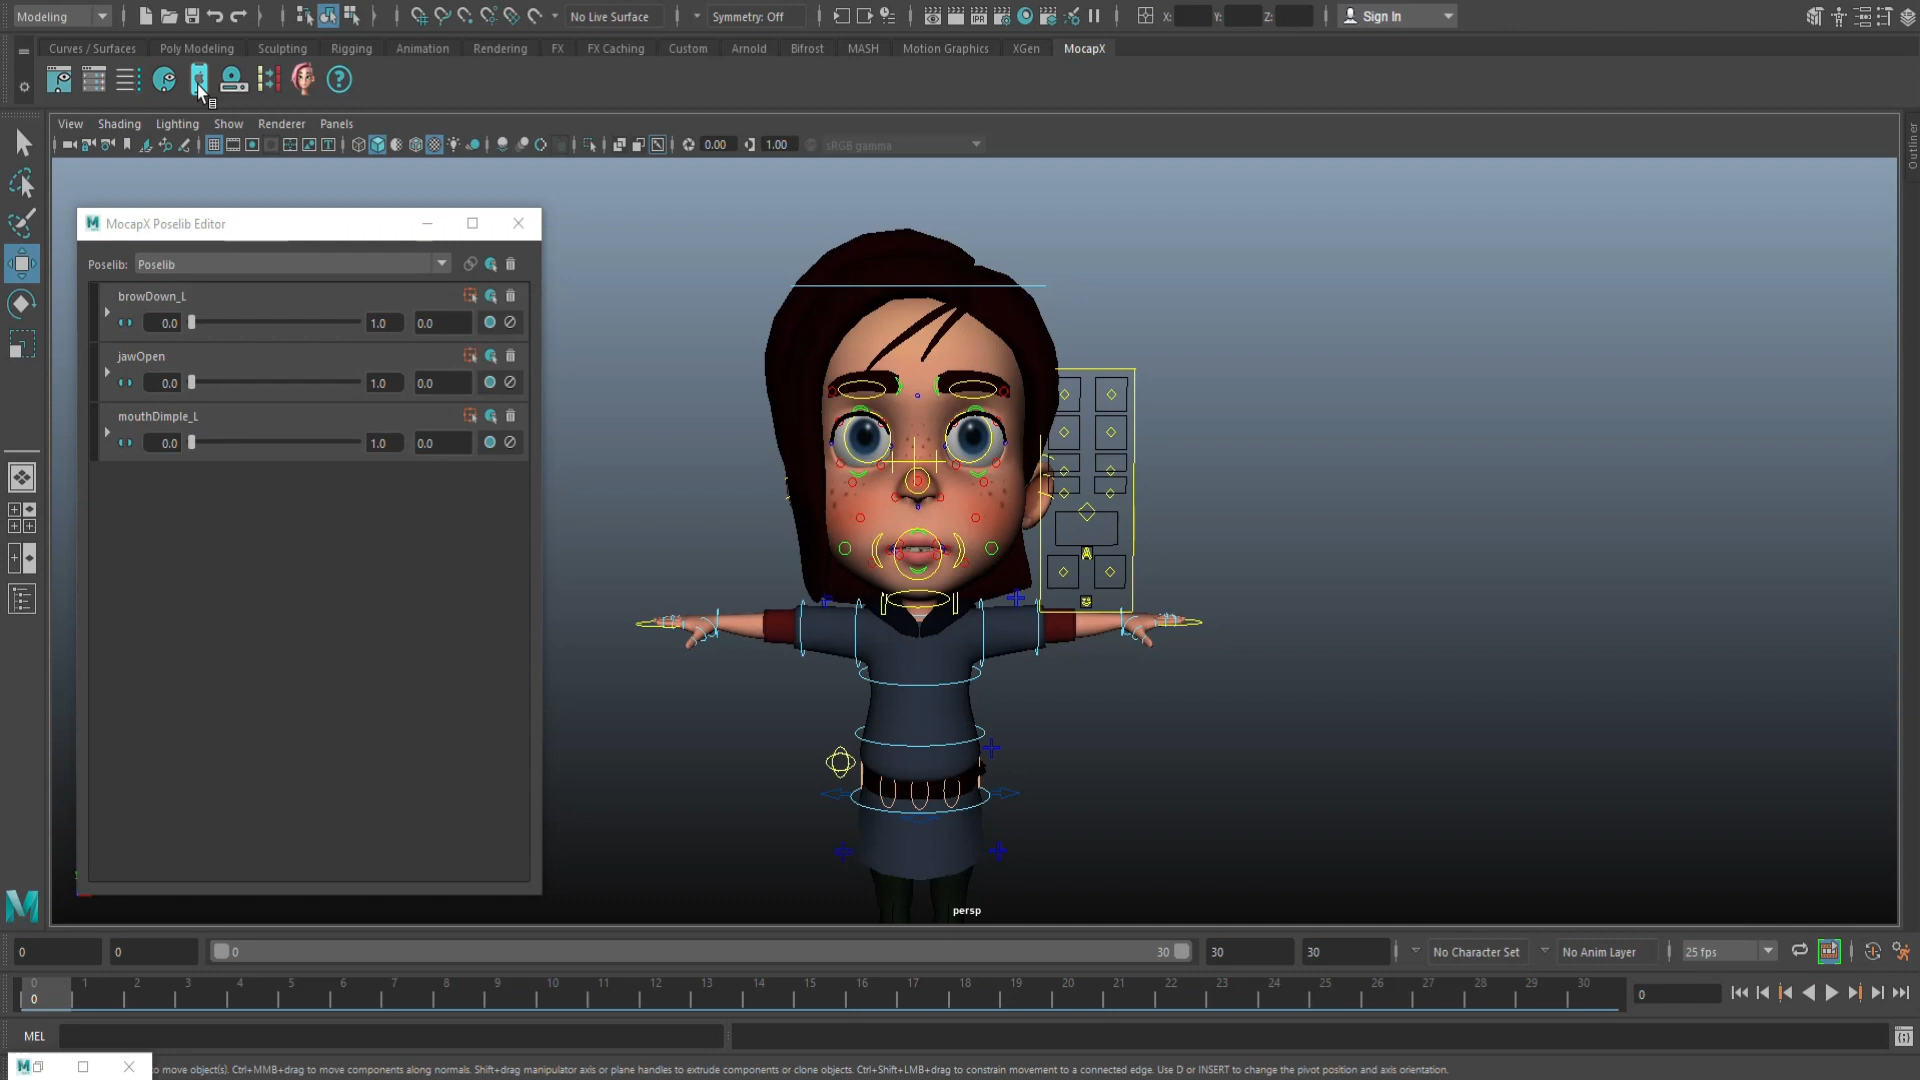 Modeling No Live Surface Symmetry: Off IPR X: Y: Z: Sign In
Curves / Surfaces Poly Modeling Sculpting Rigging Animation Rendering FX FX Caching Custom Arnold Bifrost MASH Motion Graphics XGen MocapX
View Shading Lighting Show Renderer Panels
0.00 1.00 sRGB gamma
Outliner
M MocapX Poselib Editor
Poselib: Poselib
browDown_L
0.0 1.0 0.0
jawOpen
0.0 1.0 0.0
mouthDimple_L
0.0 1.0 0.0
persp
0 0 0 30 30 30 No Character Set No Anim Layer 25 fps
0 1 2 3 4 5 6 7 8 9 10 11 12 13 14 15 16 17 18 19 20 21 22 23 24 25 26 27 28 29 30
0 0
MEL
o move object(s). Ctrl+MMB+drag to move components along normals. Shift+drag manipulator axis or plane handles to extrude components or clone objects. Ctrl+Shift+LMB+drag to constrain movement to a connected edge. Use D or INSERT to change the pivot position and axis orientation.